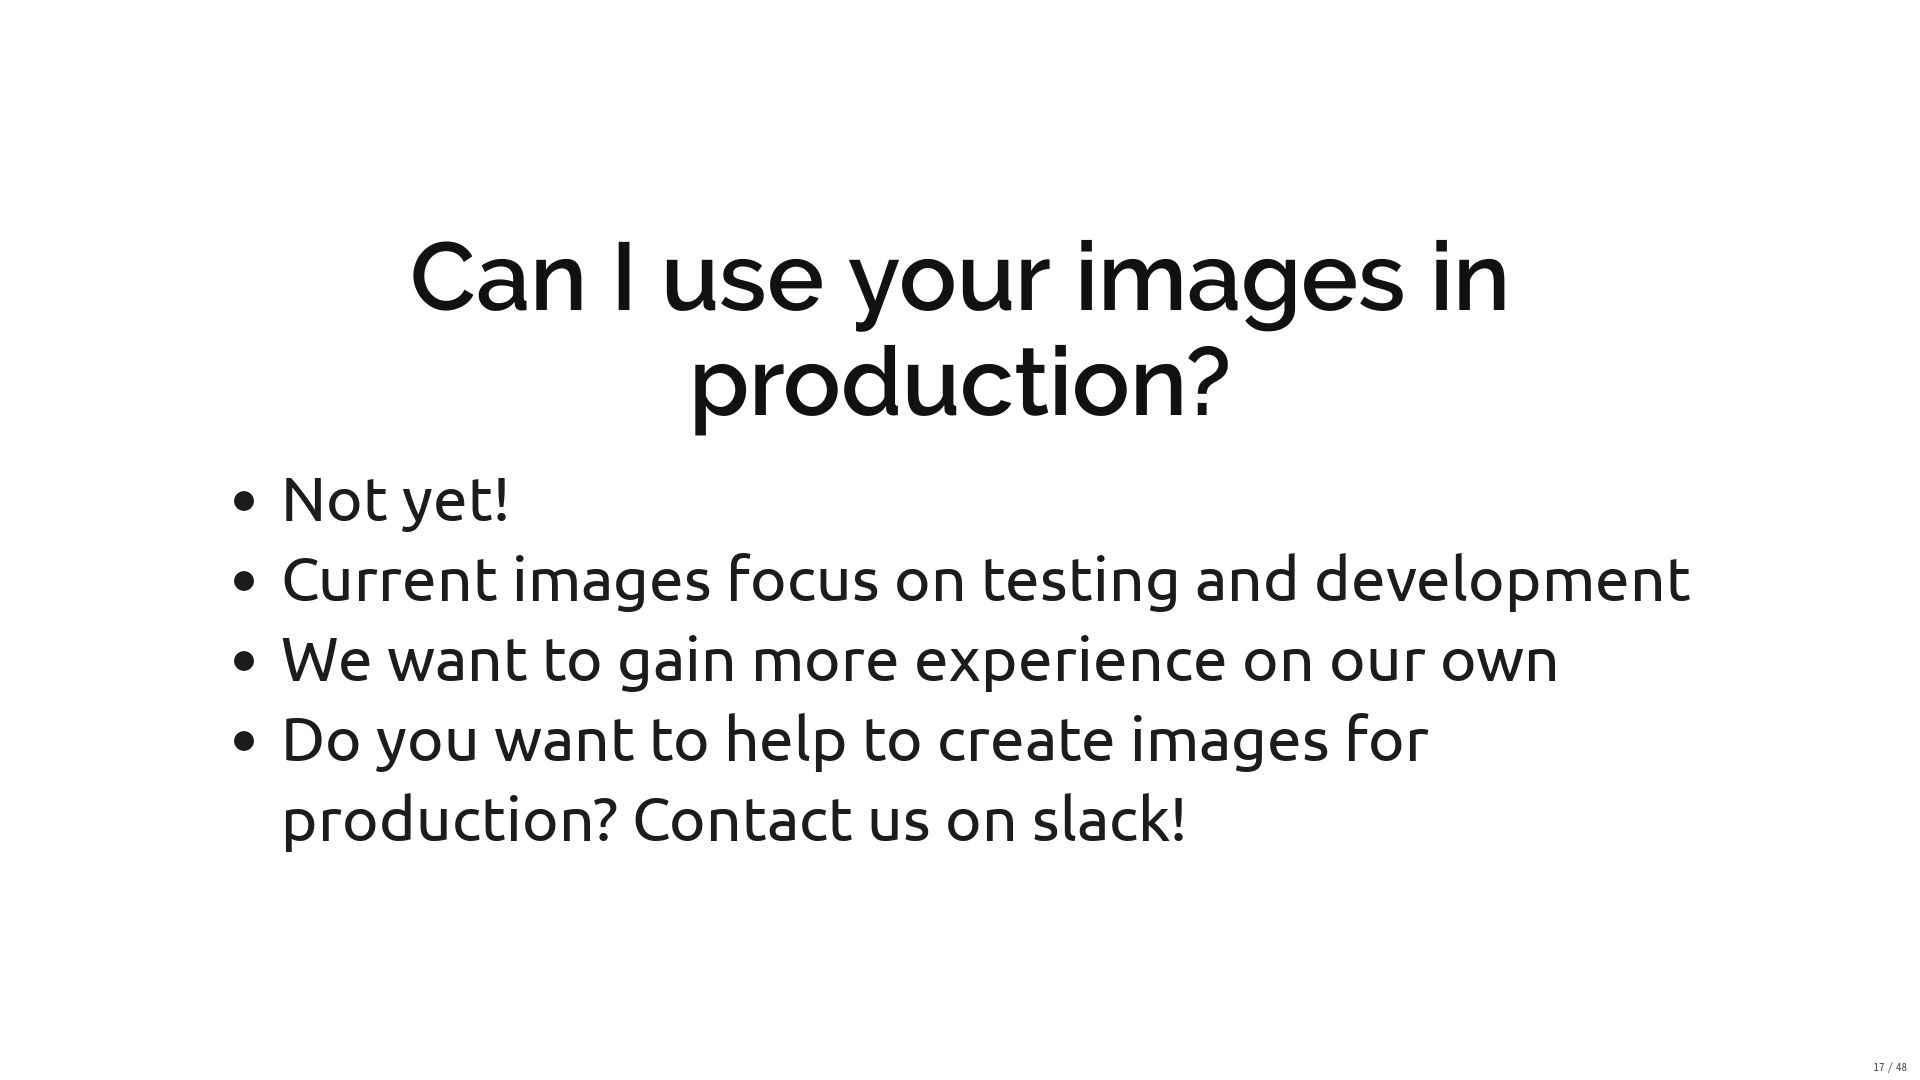 Can I use your images in
production?
• Not yet!
• Current images focus on testing and development
• We want to gain more experience on our own
• Do you want to help to create images for
production? Contact us on slack!
17 / 48